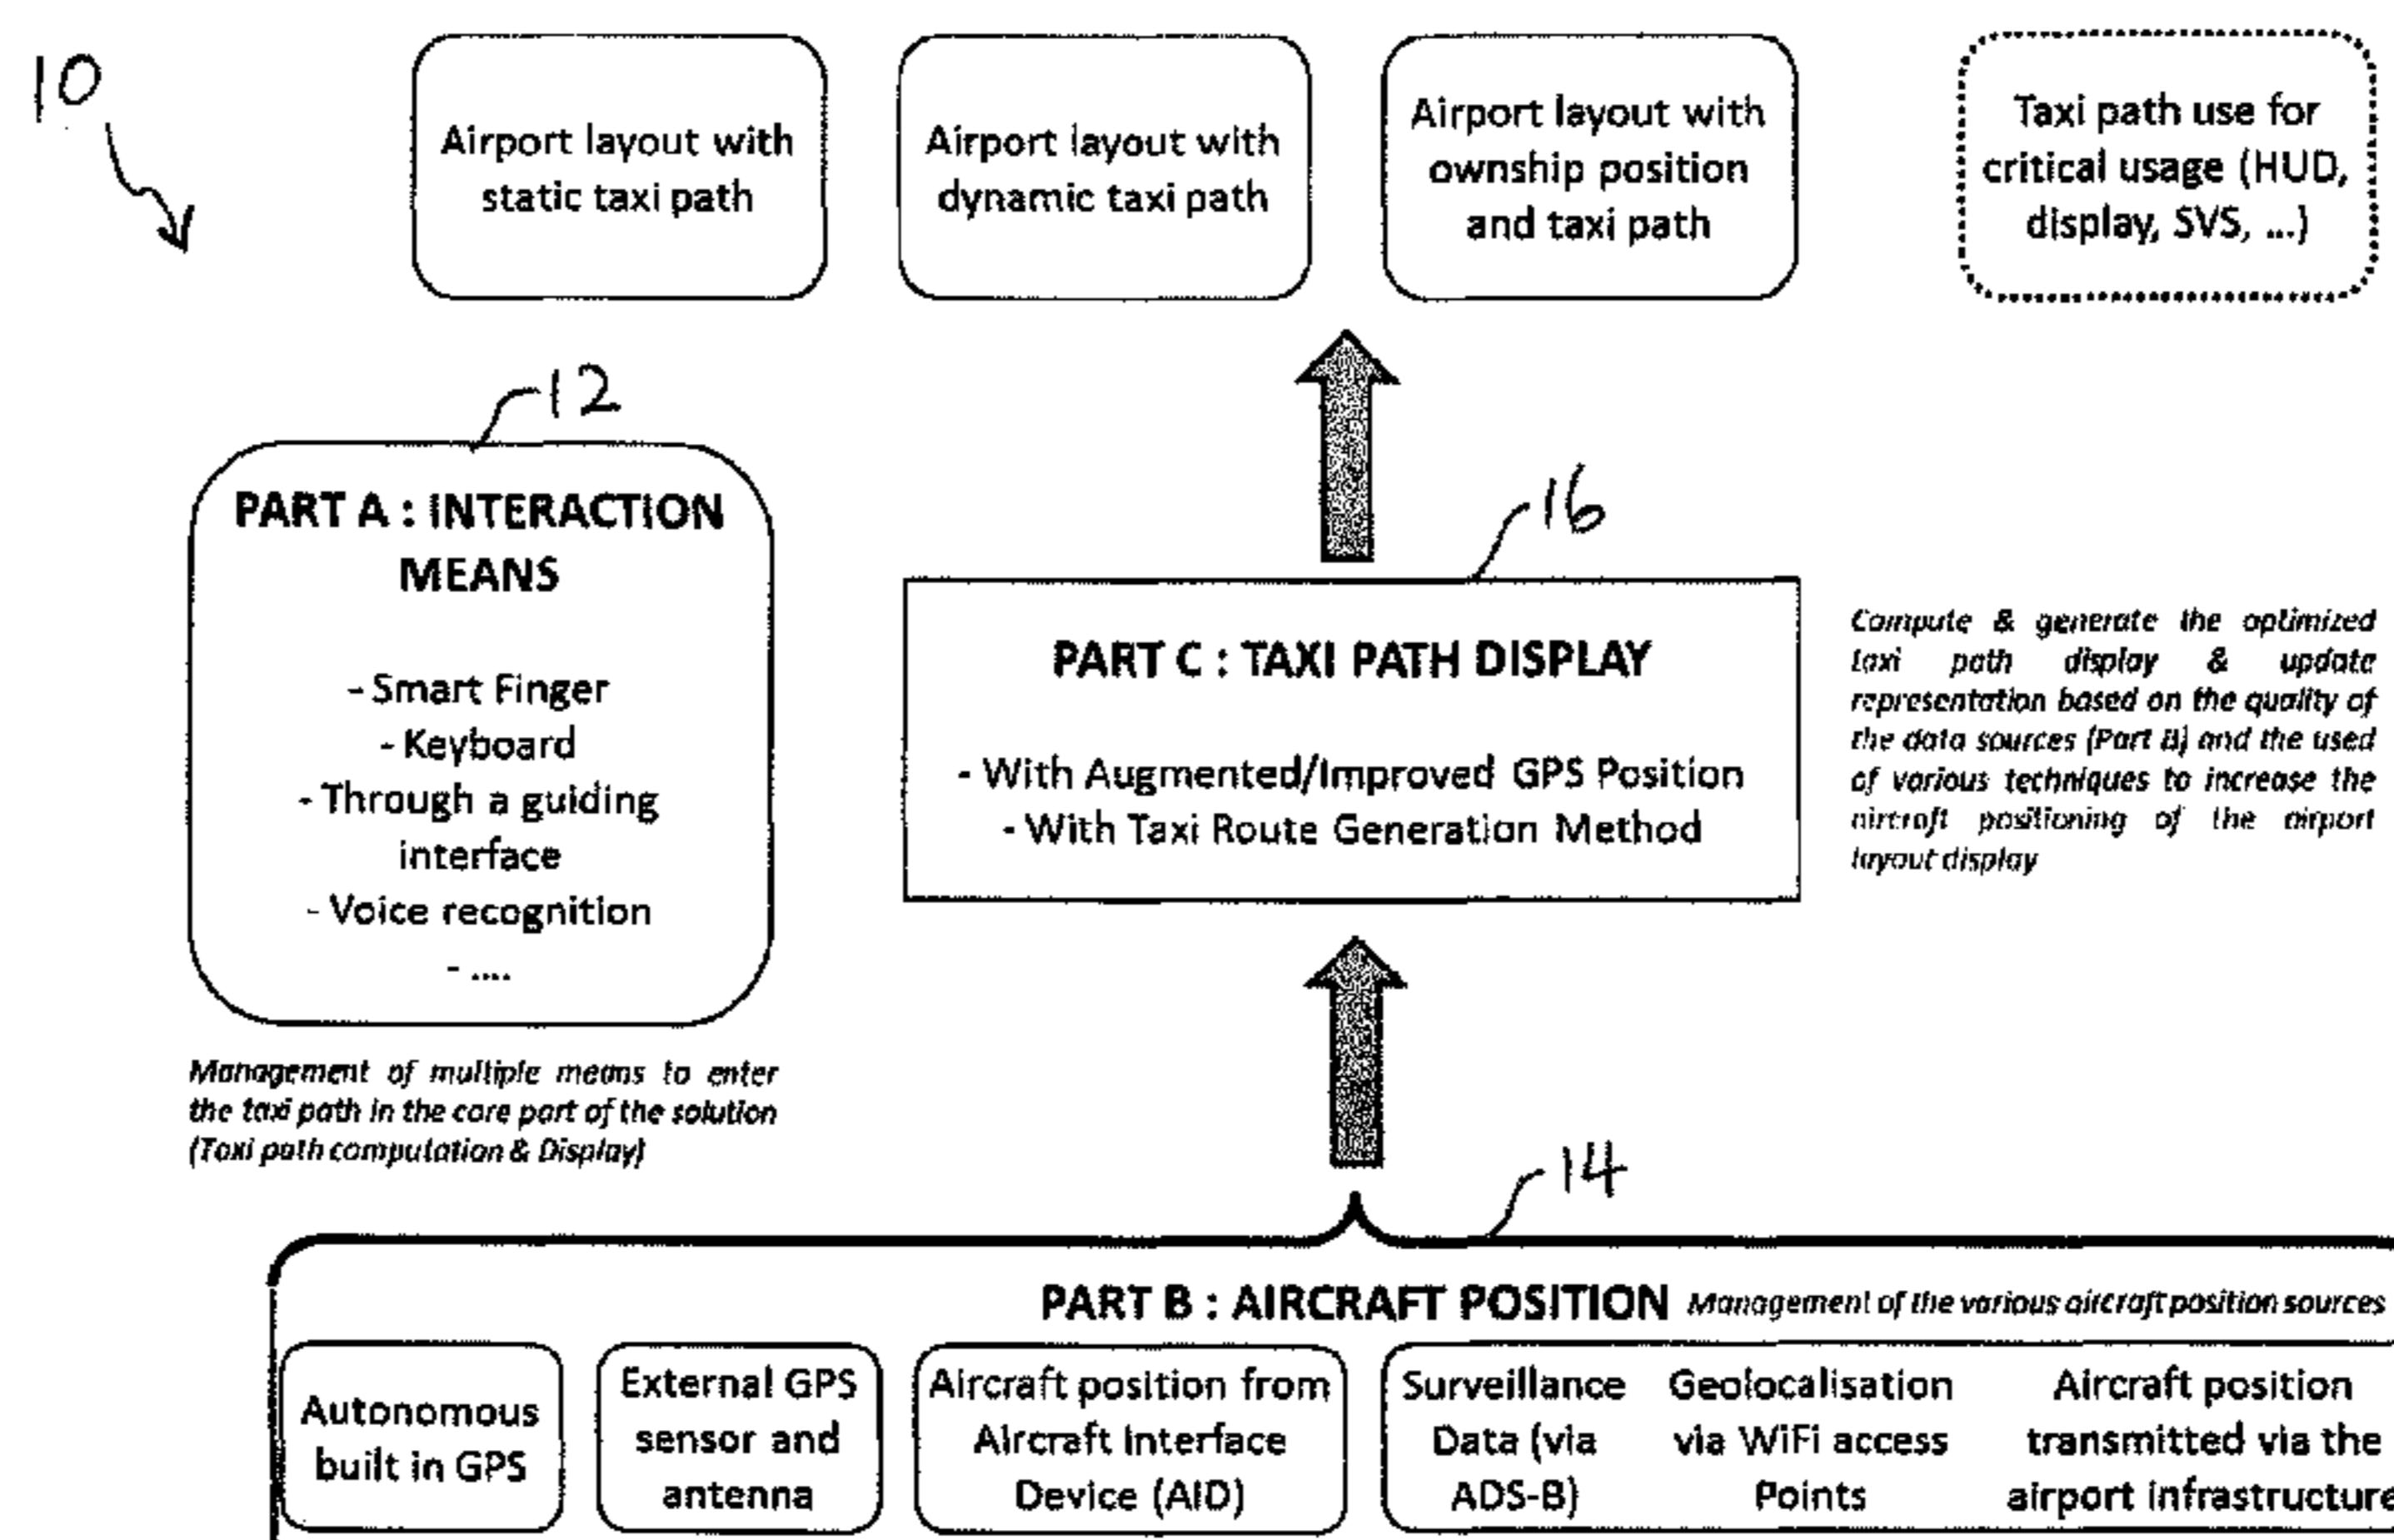 10
Airport layout with
static taxi path
Airport layout with
dynamic taxi path
Airport layout with
ownship position
and taxi path
Taxi path use for
critical usage (HUD,
display, SVS, ...)
12
PART A : INTERACTION
MEANS
- Smart Finger
- Keyboard
- Through a guiding
interface
- Voice recognition
- ....
Management of multiple means to enter
the taxi path in the core part of the solution
(Taxi path computation & Display)
16
PART C : TAXI PATH DISPLAY
- With Augmented/Improved GPS Position
- With Taxi Route Generation Method
Compute & generate the optimized
taxi path display & update
representation based on the quality of
the data sources (Part B) and the used
of various techniques to increase the
aircraft positioning of the airport
layout display
14
PART B : AIRCRAFT POSITION Management of the various aircraft position sources
Autonomous
built in GPS
External GPS
sensor and
antenna
Aircraft position from
Aircraft Interface
Device (AID)
Surveillance
Data (via
ADS-B)
Geolocalisation
via WiFi access
Points
Aircraft position
transmitted via the
airport infrastructure